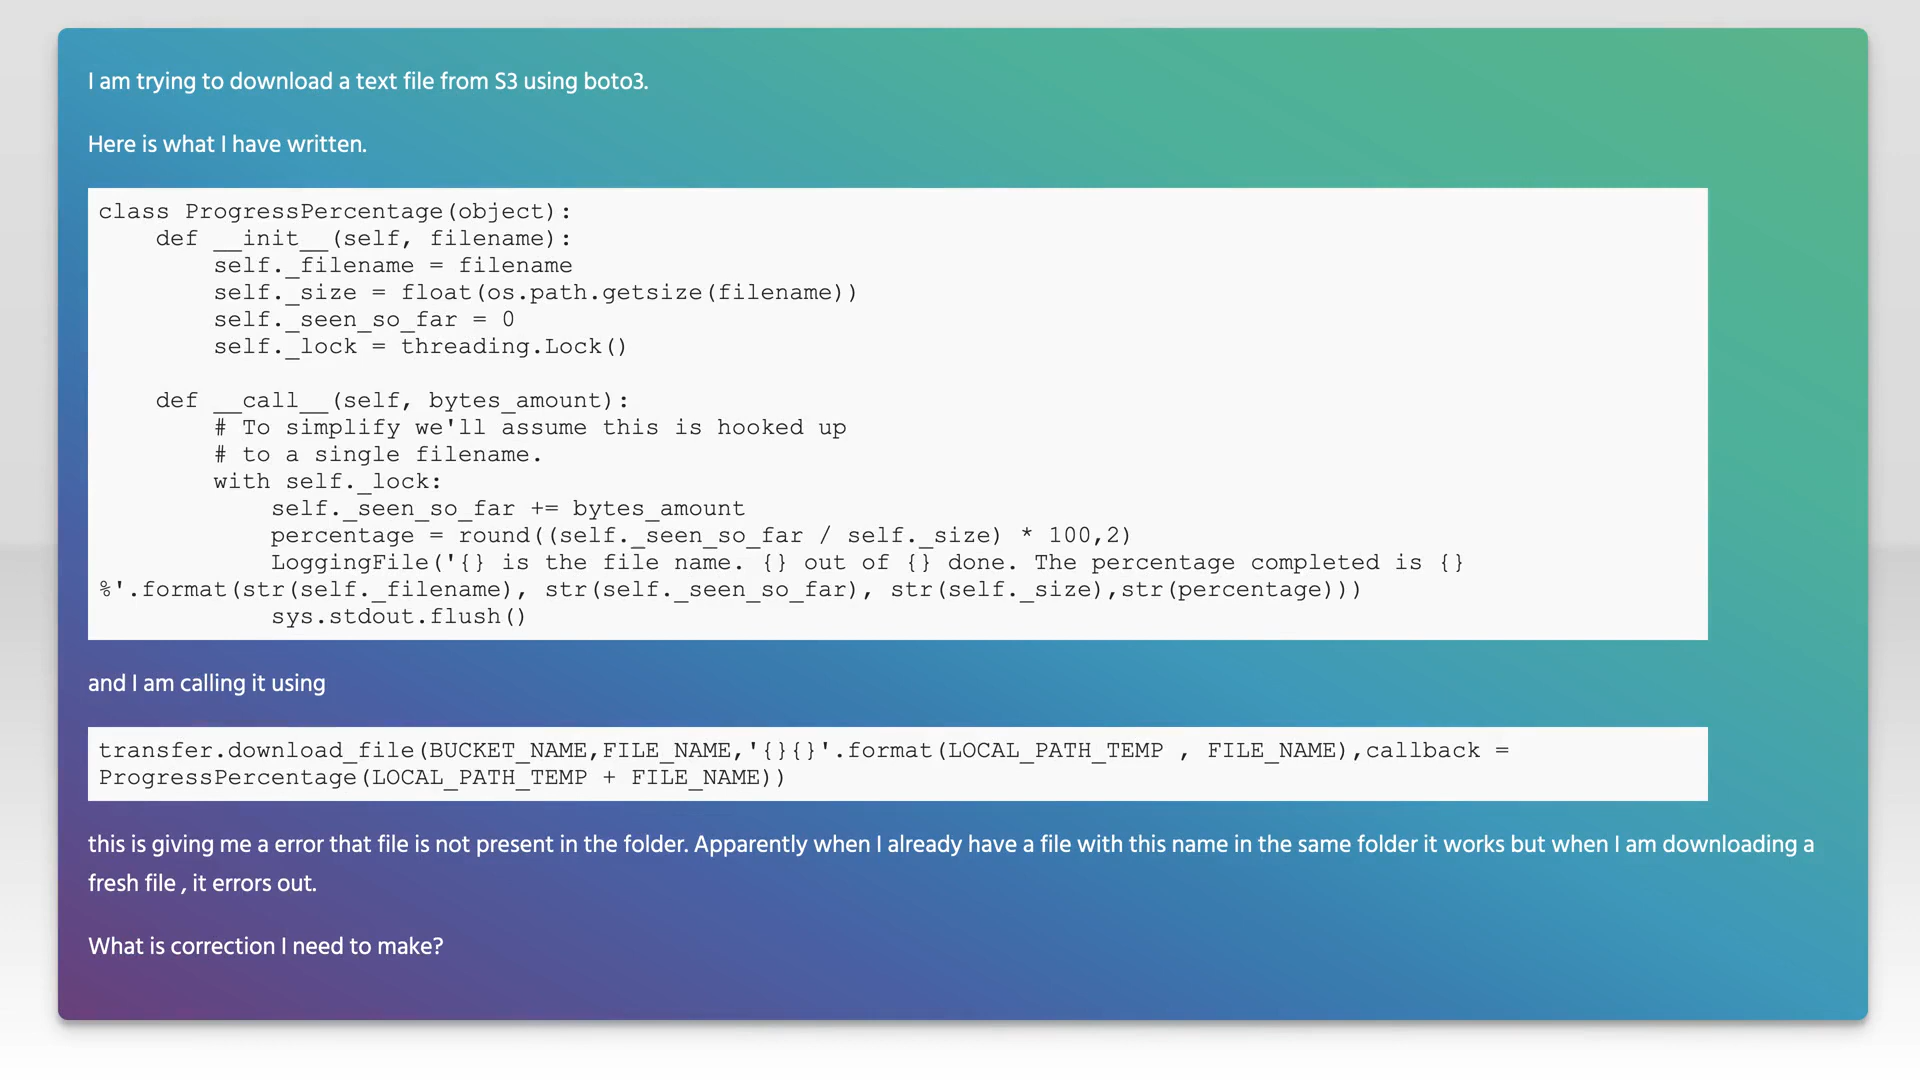 I am trying to download a text file from S3 using boto3.
Here is what I have written.
class ProgressPercentage(object):
    def __init__(self, filename):
        self._filename = filename
        self._size = float(os.path.getsize(filename))
        self._seen_so_far = 0
        self._lock = threading.Lock()

    def __call__(self, bytes_amount):
        # To simplify we'll assume this is hooked up
        # to a single filename.
        with self._lock:
            self._seen_so_far += bytes_amount
            percentage = round((self._seen_so_far / self._size) * 100,2)
            LoggingFile('{} is the file name. {} out of {} done. The percentage completed is {}
%'.format(str(self._filename), str(self._seen_so_far), str(self._size),str(percentage)))
            sys.stdout.flush()
and I am calling it using
transfer.download_file(BUCKET_NAME,FILE_NAME,'{}{}'.format(LOCAL_PATH_TEMP , FILE_NAME),callback =
ProgressPercentage(LOCAL_PATH_TEMP + FILE_NAME))
this is giving me a error that file is not present in the folder. Apparently when I already have a file with this name in the same folder it works but when I am downloading a
fresh file , it errors out.
What is correction I need to make?